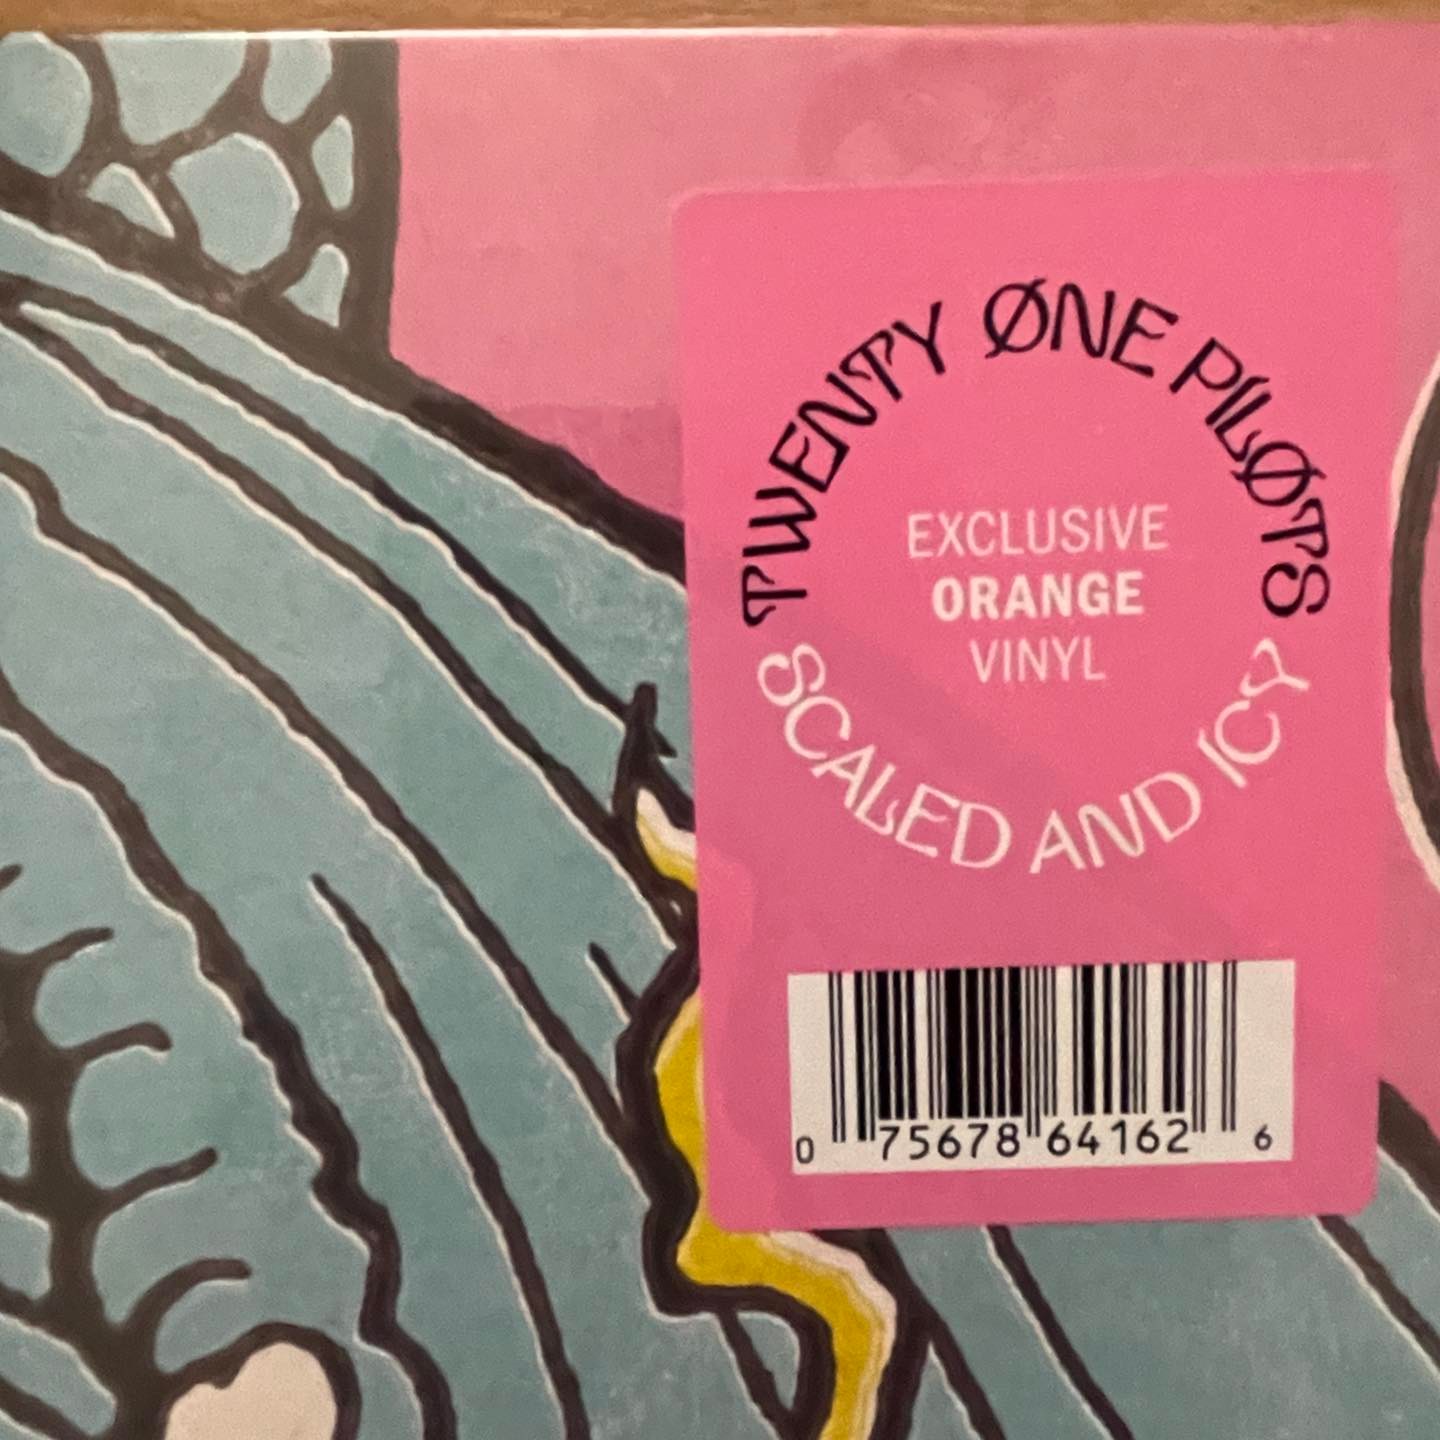 TWENTY ØNE PILØTS
EXCLUSIVE
ORANGE
VINYL
SCALED AND ICY
0 75678 64162 6